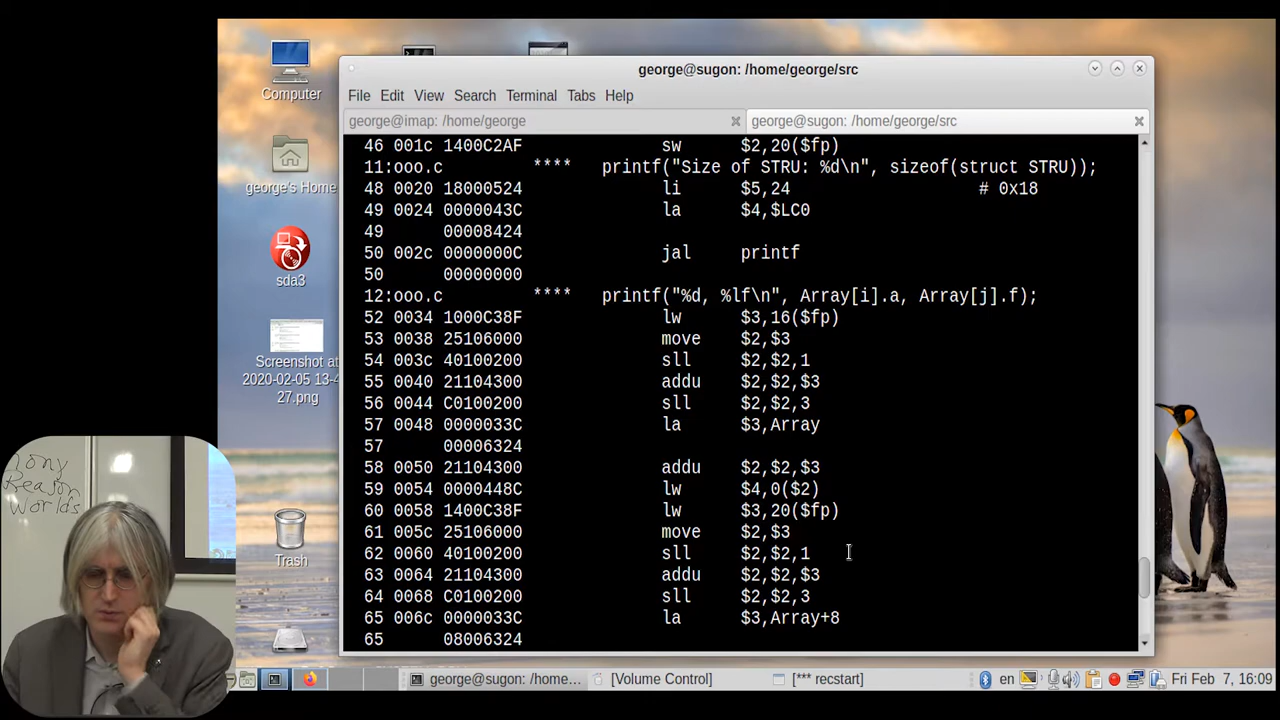 Computer
george's Home
sda3
Screenshot at
2020-02-05 13-4
27.png
Trash
george@sugon: /home/george/src
File Edit View Search Terminal Tabs Help
george@imap: /home/george
george@sugon: /home/george/src
46 001c 1400C2AF sw $2,20($fp)
11:ooo.c **** printf("Size of STRU: %d\n", sizeof(struct STRU));
48 0020 18000524 li $5,24 # 0x18
49 0024 0000043C la $4,$LC0
49 00008424
50 002c 0000000C jal printf
50 00000000
12:ooo.c **** printf("%d, %lf\n", Array[i].a, Array[j].f);
52 0034 1000C38F lw $3,16($fp)
53 0038 25106000 move $2,$3
54 003c 40100200 sll $2,$2,1
55 0040 21104300 addu $2,$2,$3
56 0044 C0100200 sll $2,$2,3
57 0048 0000033C la $3,Array
57 00006324
58 0050 21104300 addu $2,$2,$3
59 0054 0000448C lw $4,0($2)
60 0058 1400C38F lw $3,20($fp)
61 005c 25106000 move $2,$3
62 0060 40100200 sll $2,$2,1
63 0064 21104300 addu $2,$2,$3
64 0068 C0100200 sll $2,$2,3
65 006c 0000033C la $3,Array+8
65 08006324
Tony
Reason
Worlds
george@sugon: /home... [Volume Control] [*** recstart] en Fri Feb 7, 16:09